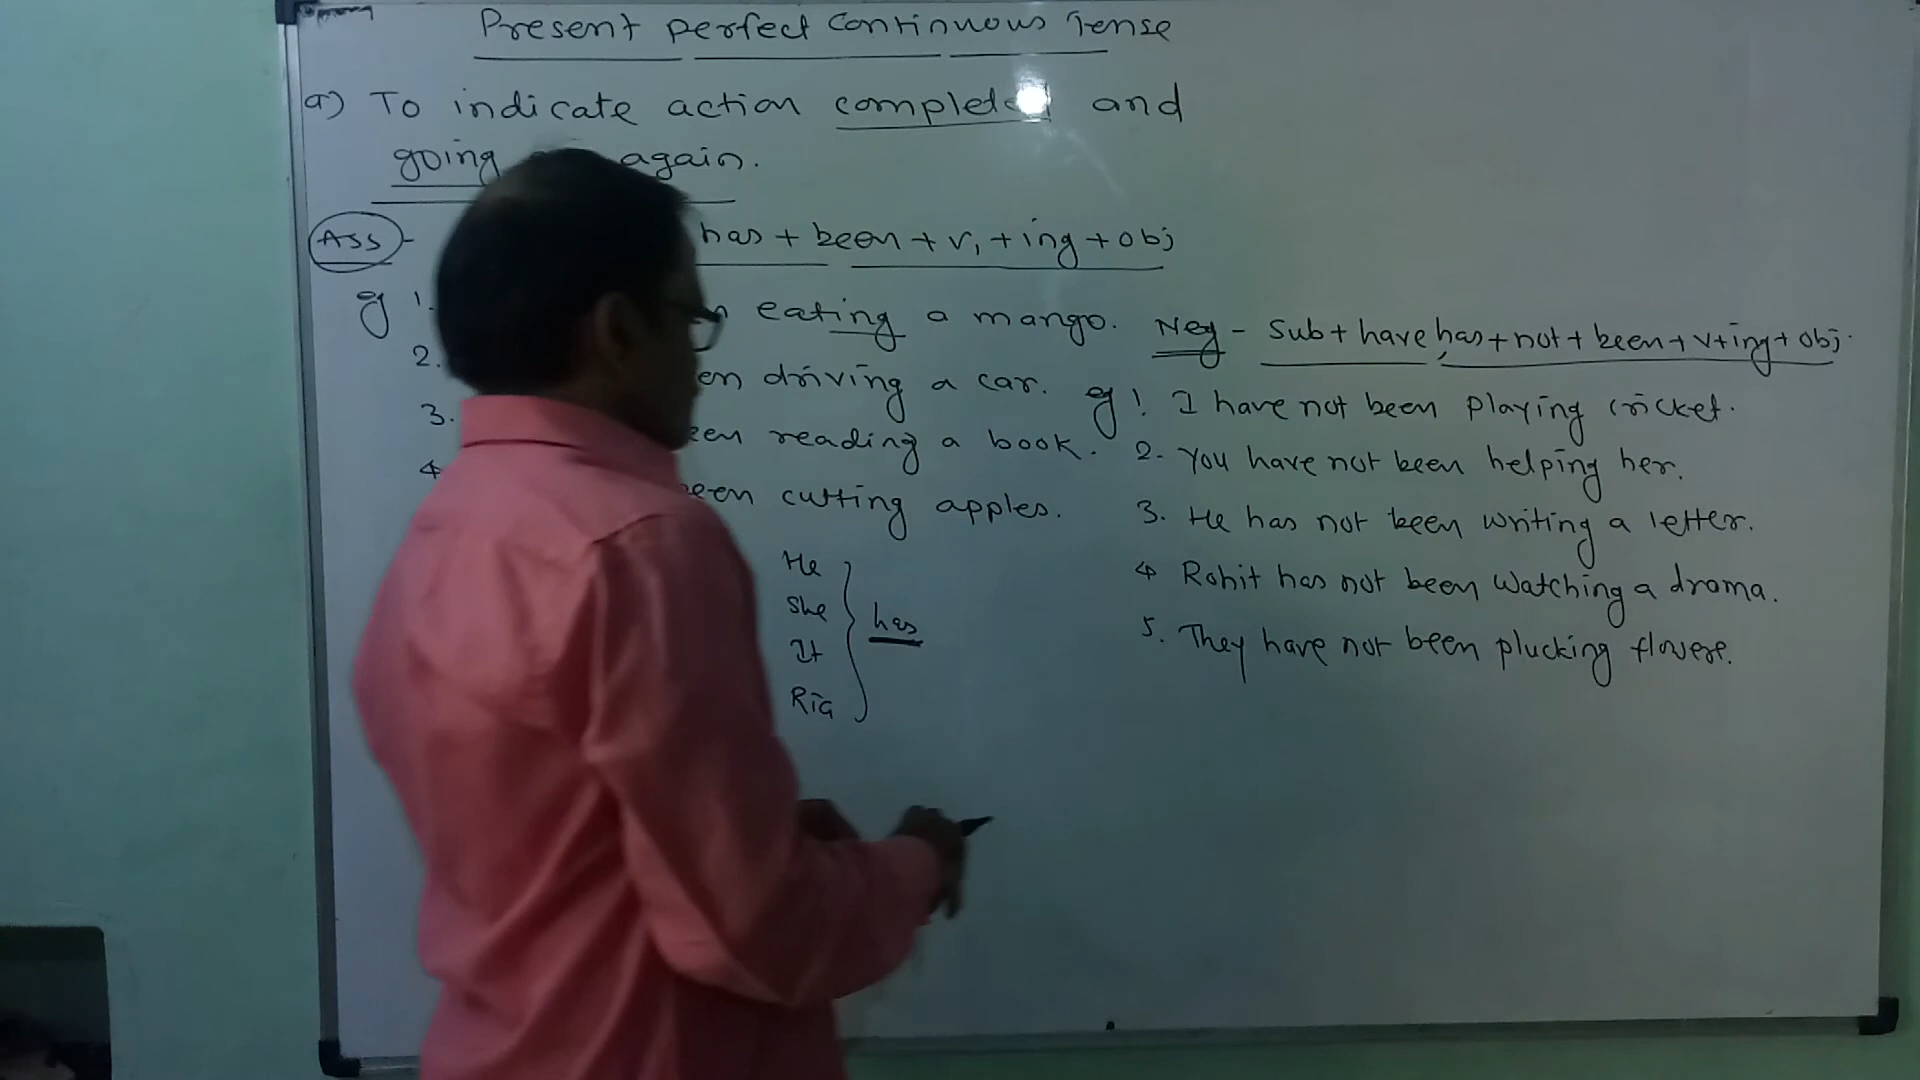 Present perfect Continuous Tense
a) To indicate action completed and
going again.
Ass - has + been + v1 + ing + obj
eg 1. eating a mango.
2. driving a car.
3. reading a book.
4 cutting apples.
He
She
It
Ria
has
Neg - Sub + have, has + not + been + v + ing + obj.
eg 1 I have not been playing cricket.
2. You have not been helping her.
3. He has not been writing a letter.
4 Rohit has not been watching a drama.
5. They have not been plucking flowers.